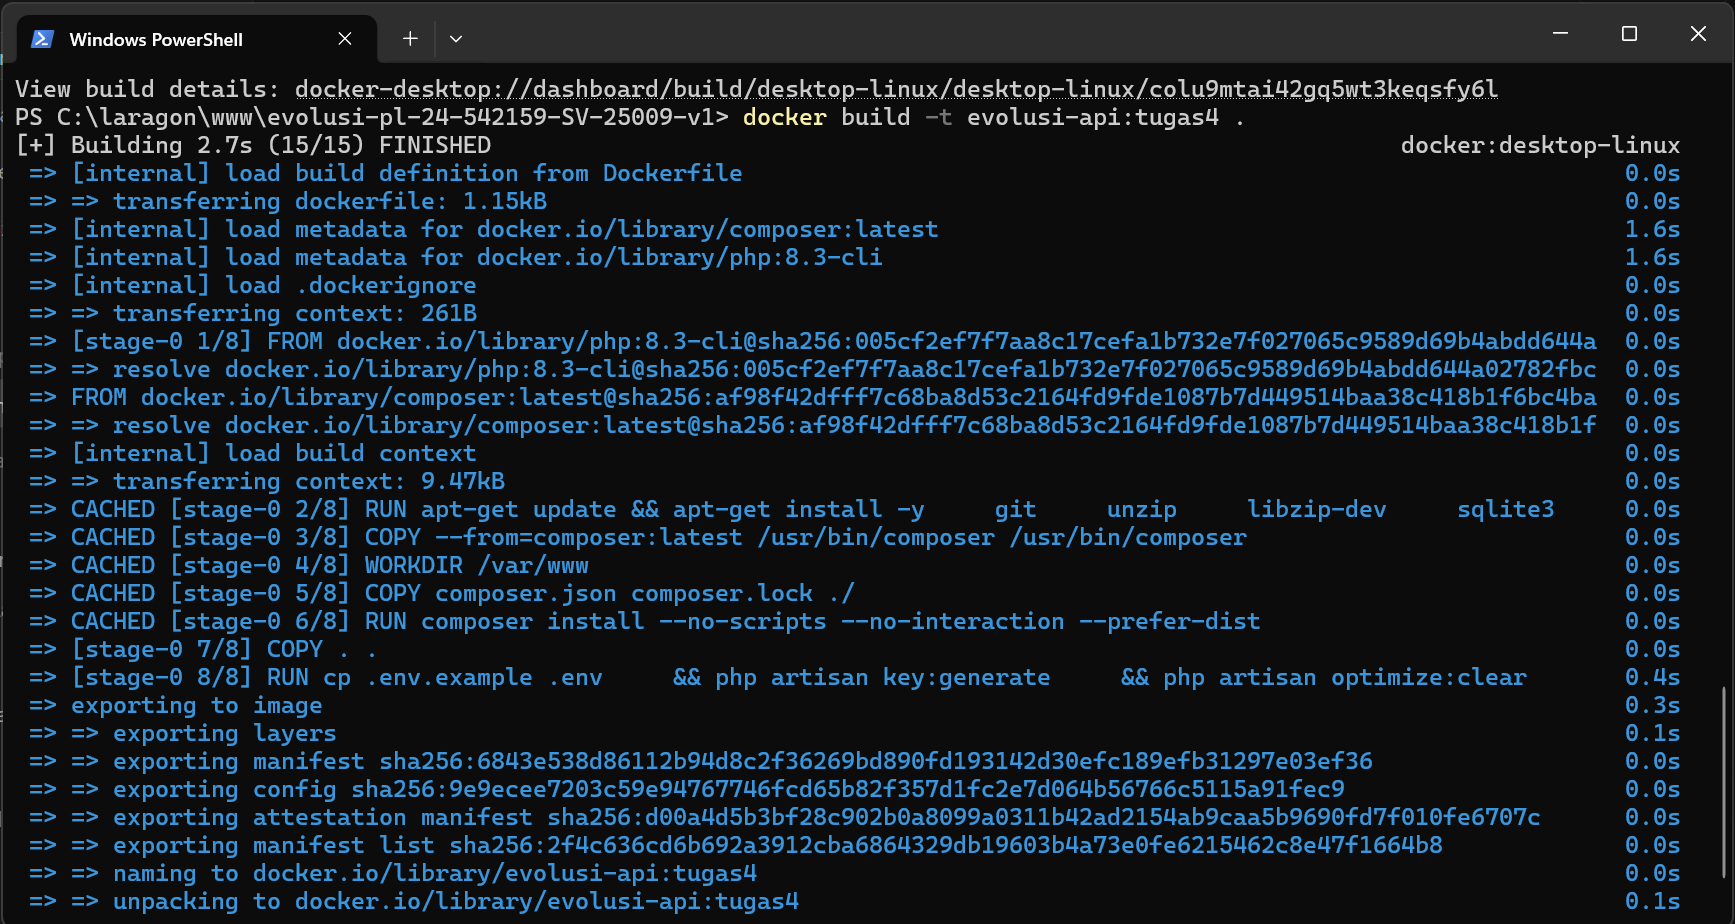 Windows PowerShell
View build details: docker-desktop://dashboard/build/desktop-linux/desktop-linux/colu9mtai42gq5wt3keqsfy6l
PS C:\laragon\www\evolusi-pl-24-542159-SV-25009-v1> docker build -t evolusi-api:tugas4 .
[+] Building 2.7s (15/15) FINISHED docker:desktop-linux
=> [internal] load build definition from Dockerfile 0.0s
=> => transferring dockerfile: 1.15kB 0.0s
=> [internal] load metadata for docker.io/library/composer:latest 1.6s
=> [internal] load metadata for docker.io/library/php:8.3-cli 1.6s
=> [internal] load .dockerignore 0.0s
=> => transferring context: 261B 0.0s
=> [stage-0 1/8] FROM docker.io/library/php:8.3-cli@sha256:005cf2ef7f7aa8c17cefa1b732e7f027065c9589d69b4abdd644a 0.0s
=> => resolve docker.io/library/php:8.3-cli@sha256:005cf2ef7f7aa8c17cefa1b732e7f027065c9589d69b4abdd644a02782fbc 0.0s
=> FROM docker.io/library/composer:latest@sha256:af98f42dfff7c68ba8d53c2164fd9fde1087b7d449514baa38c418b1f6bc4ba 0.0s
=> => resolve docker.io/library/composer:latest@sha256:af98f42dfff7c68ba8d53c2164fd9fde1087b7d449514baa38c418b1f 0.0s
=> [internal] load build context 0.0s
=> => transferring context: 9.47kB 0.0s
=> CACHED [stage-0 2/8] RUN apt-get update && apt-get install -y     git     unzip     libzip-dev     sqlite3 0.0s
=> CACHED [stage-0 3/8] COPY --from=composer:latest /usr/bin/composer /usr/bin/composer 0.0s
=> CACHED [stage-0 4/8] WORKDIR /var/www 0.0s
=> CACHED [stage-0 5/8] COPY composer.json composer.lock ./ 0.0s
=> CACHED [stage-0 6/8] RUN composer install --no-scripts --no-interaction --prefer-dist 0.0s
=> [stage-0 7/8] COPY . . 0.0s
=> [stage-0 8/8] RUN cp .env.example .env     && php artisan key:generate     && php artisan optimize:clear 0.4s
=> exporting to image 0.3s
=> => exporting layers 0.1s
=> => exporting manifest sha256:6843e538d86112b94d8c2f36269bd890fd193142d30efc189efb31297e03ef36 0.0s
=> => exporting config sha256:9e9ecee7203c59e94767746fcd65b82f357d1fc2e7d064b56766c5115a91fec9 0.0s
=> => exporting attestation manifest sha256:d00a4d5b3bf28c902b0a8099a0311b42ad2154ab9caa5b9690fd7f010fe6707c 0.0s
=> => exporting manifest list sha256:2f4c636cd6b692a3912cba6864329db19603b4a73e0fe6215462c8e47f1664b8 0.0s
=> => naming to docker.io/library/evolusi-api:tugas4 0.0s
=> => unpacking to docker.io/library/evolusi-api:tugas4 0.1s